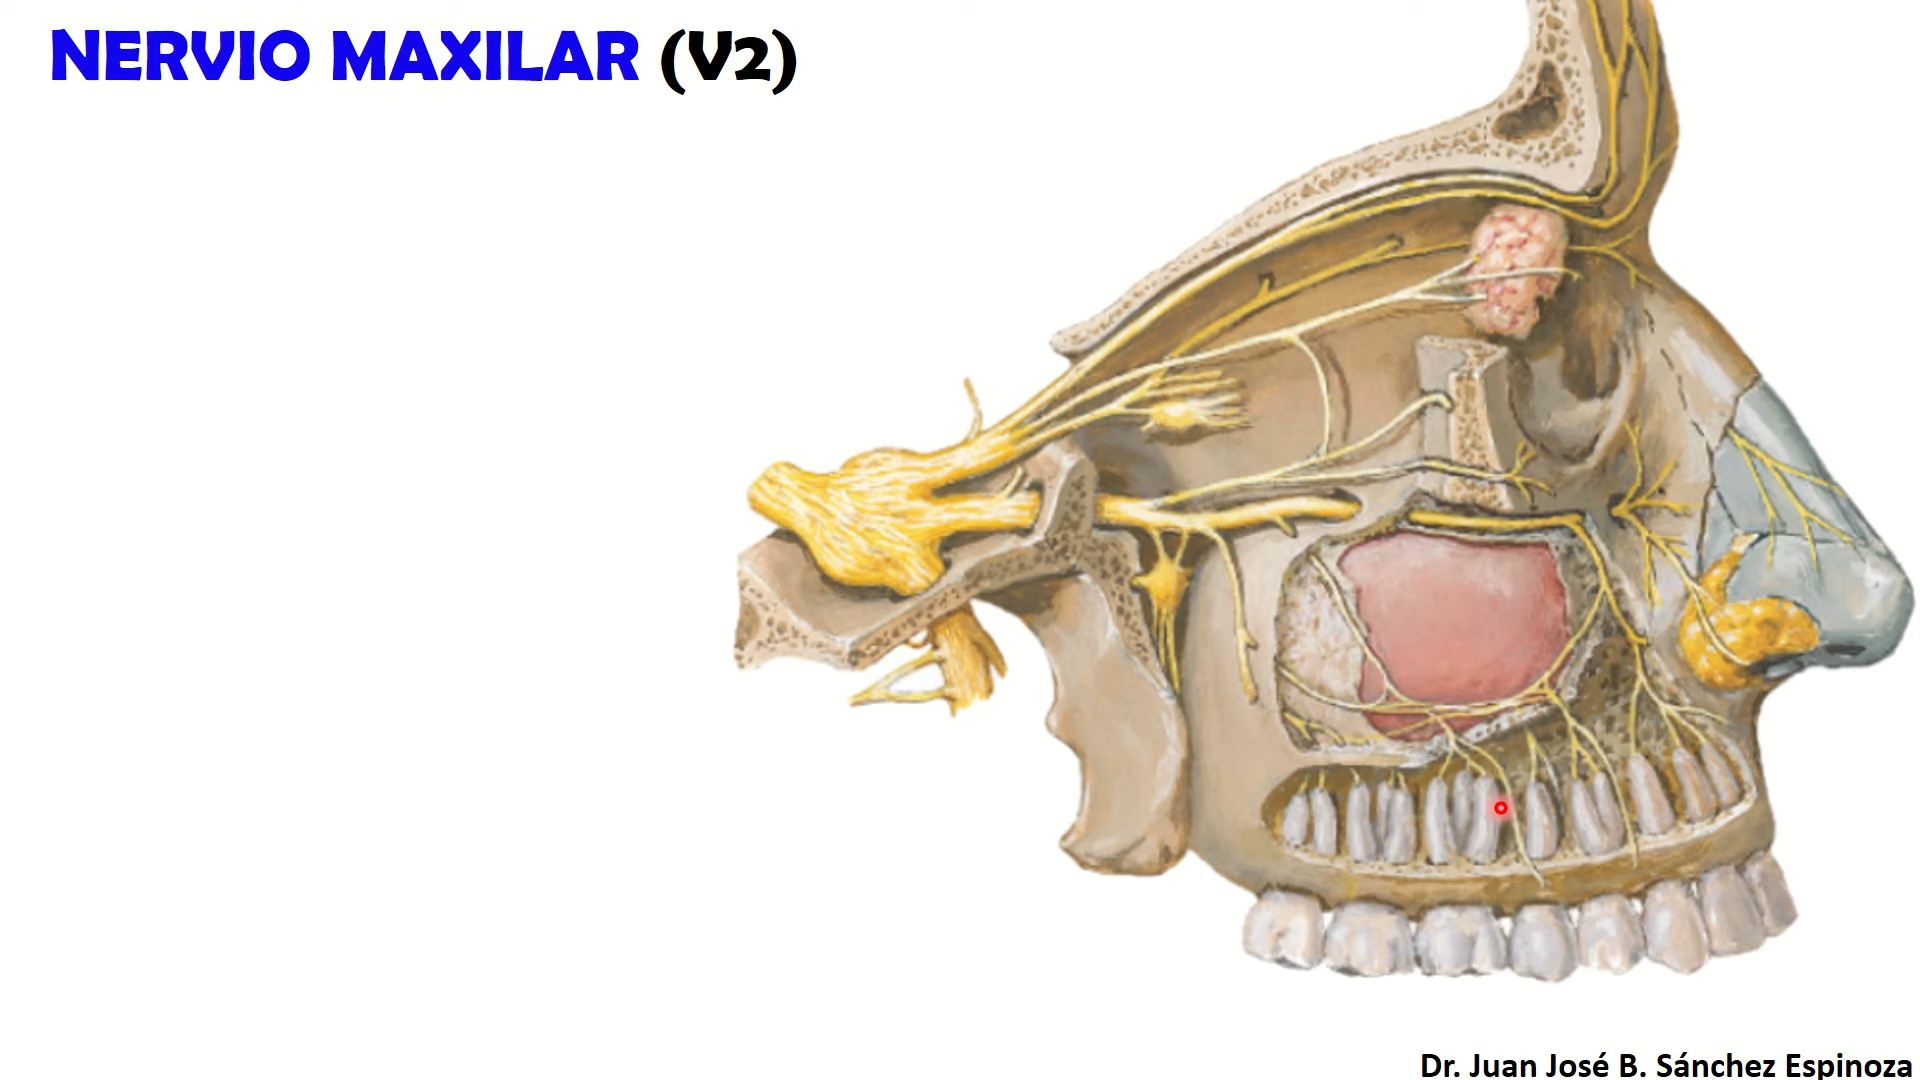 NERVIO MAXILAR (V2)
Dr. Juan José B. Sánchez Espinoza